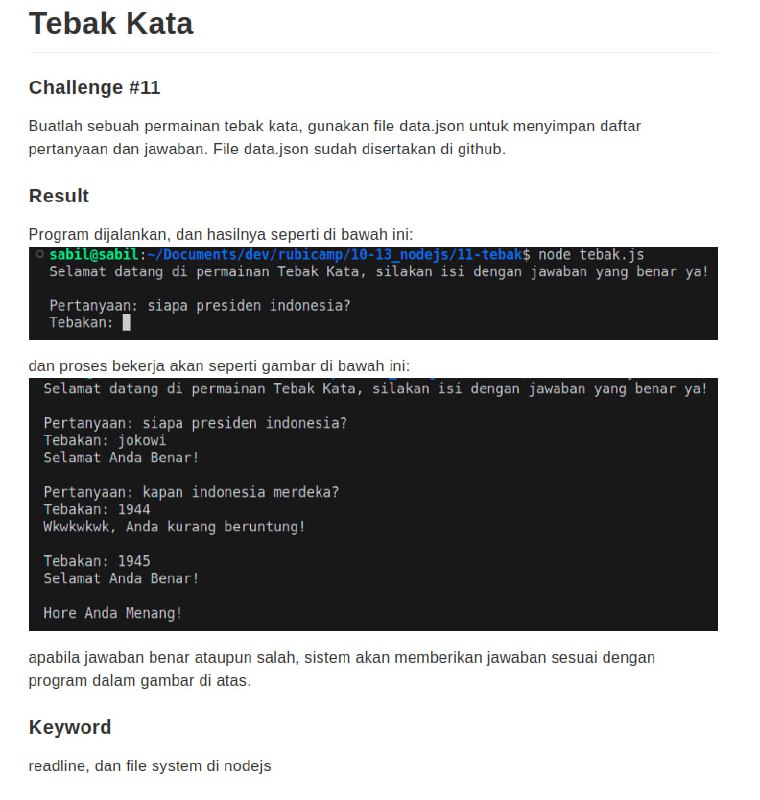 Tebak Kata
Challenge #11
Buatlah sebuah permainan tebak kata, gunakan file data.json untuk menyimpan daftar
pertanyaan dan jawaban. File data.json sudah disertakan di github.
Result
Program dijalankan, dan hasilnya seperti di bawah ini:
sabil@sabil:~/Documents/dev/rubicamp/10-13_nodejs/11-tebak$ node tebak.js
Selamat datang di permainan Tebak Kata, silakan isi dengan jawaban yang benar ya!
Pertanyaan: siapa presiden indonesia?
Tebakan:
dan proses bekerja akan seperti gambar di bawah ini:
Selamat datang di permainan Tebak Kata, silakan isi dengan jawaban yang benar ya!
Pertanyaan: siapa presiden indonesia?
Tebakan: jokowi
Selamat Anda Benar!
Pertanyaan: kapan indonesia merdeka?
Tebakan: 1944
Wkwkwkwk, Anda kurang beruntung!
Tebakan: 1945
Selamat Anda Benar!
Hore Anda Menang!
apabila jawaban benar ataupun salah, sistem akan memberikan jawaban sesuai dengan
program dalam gambar di atas.
Keyword
readline, dan file system di nodejs